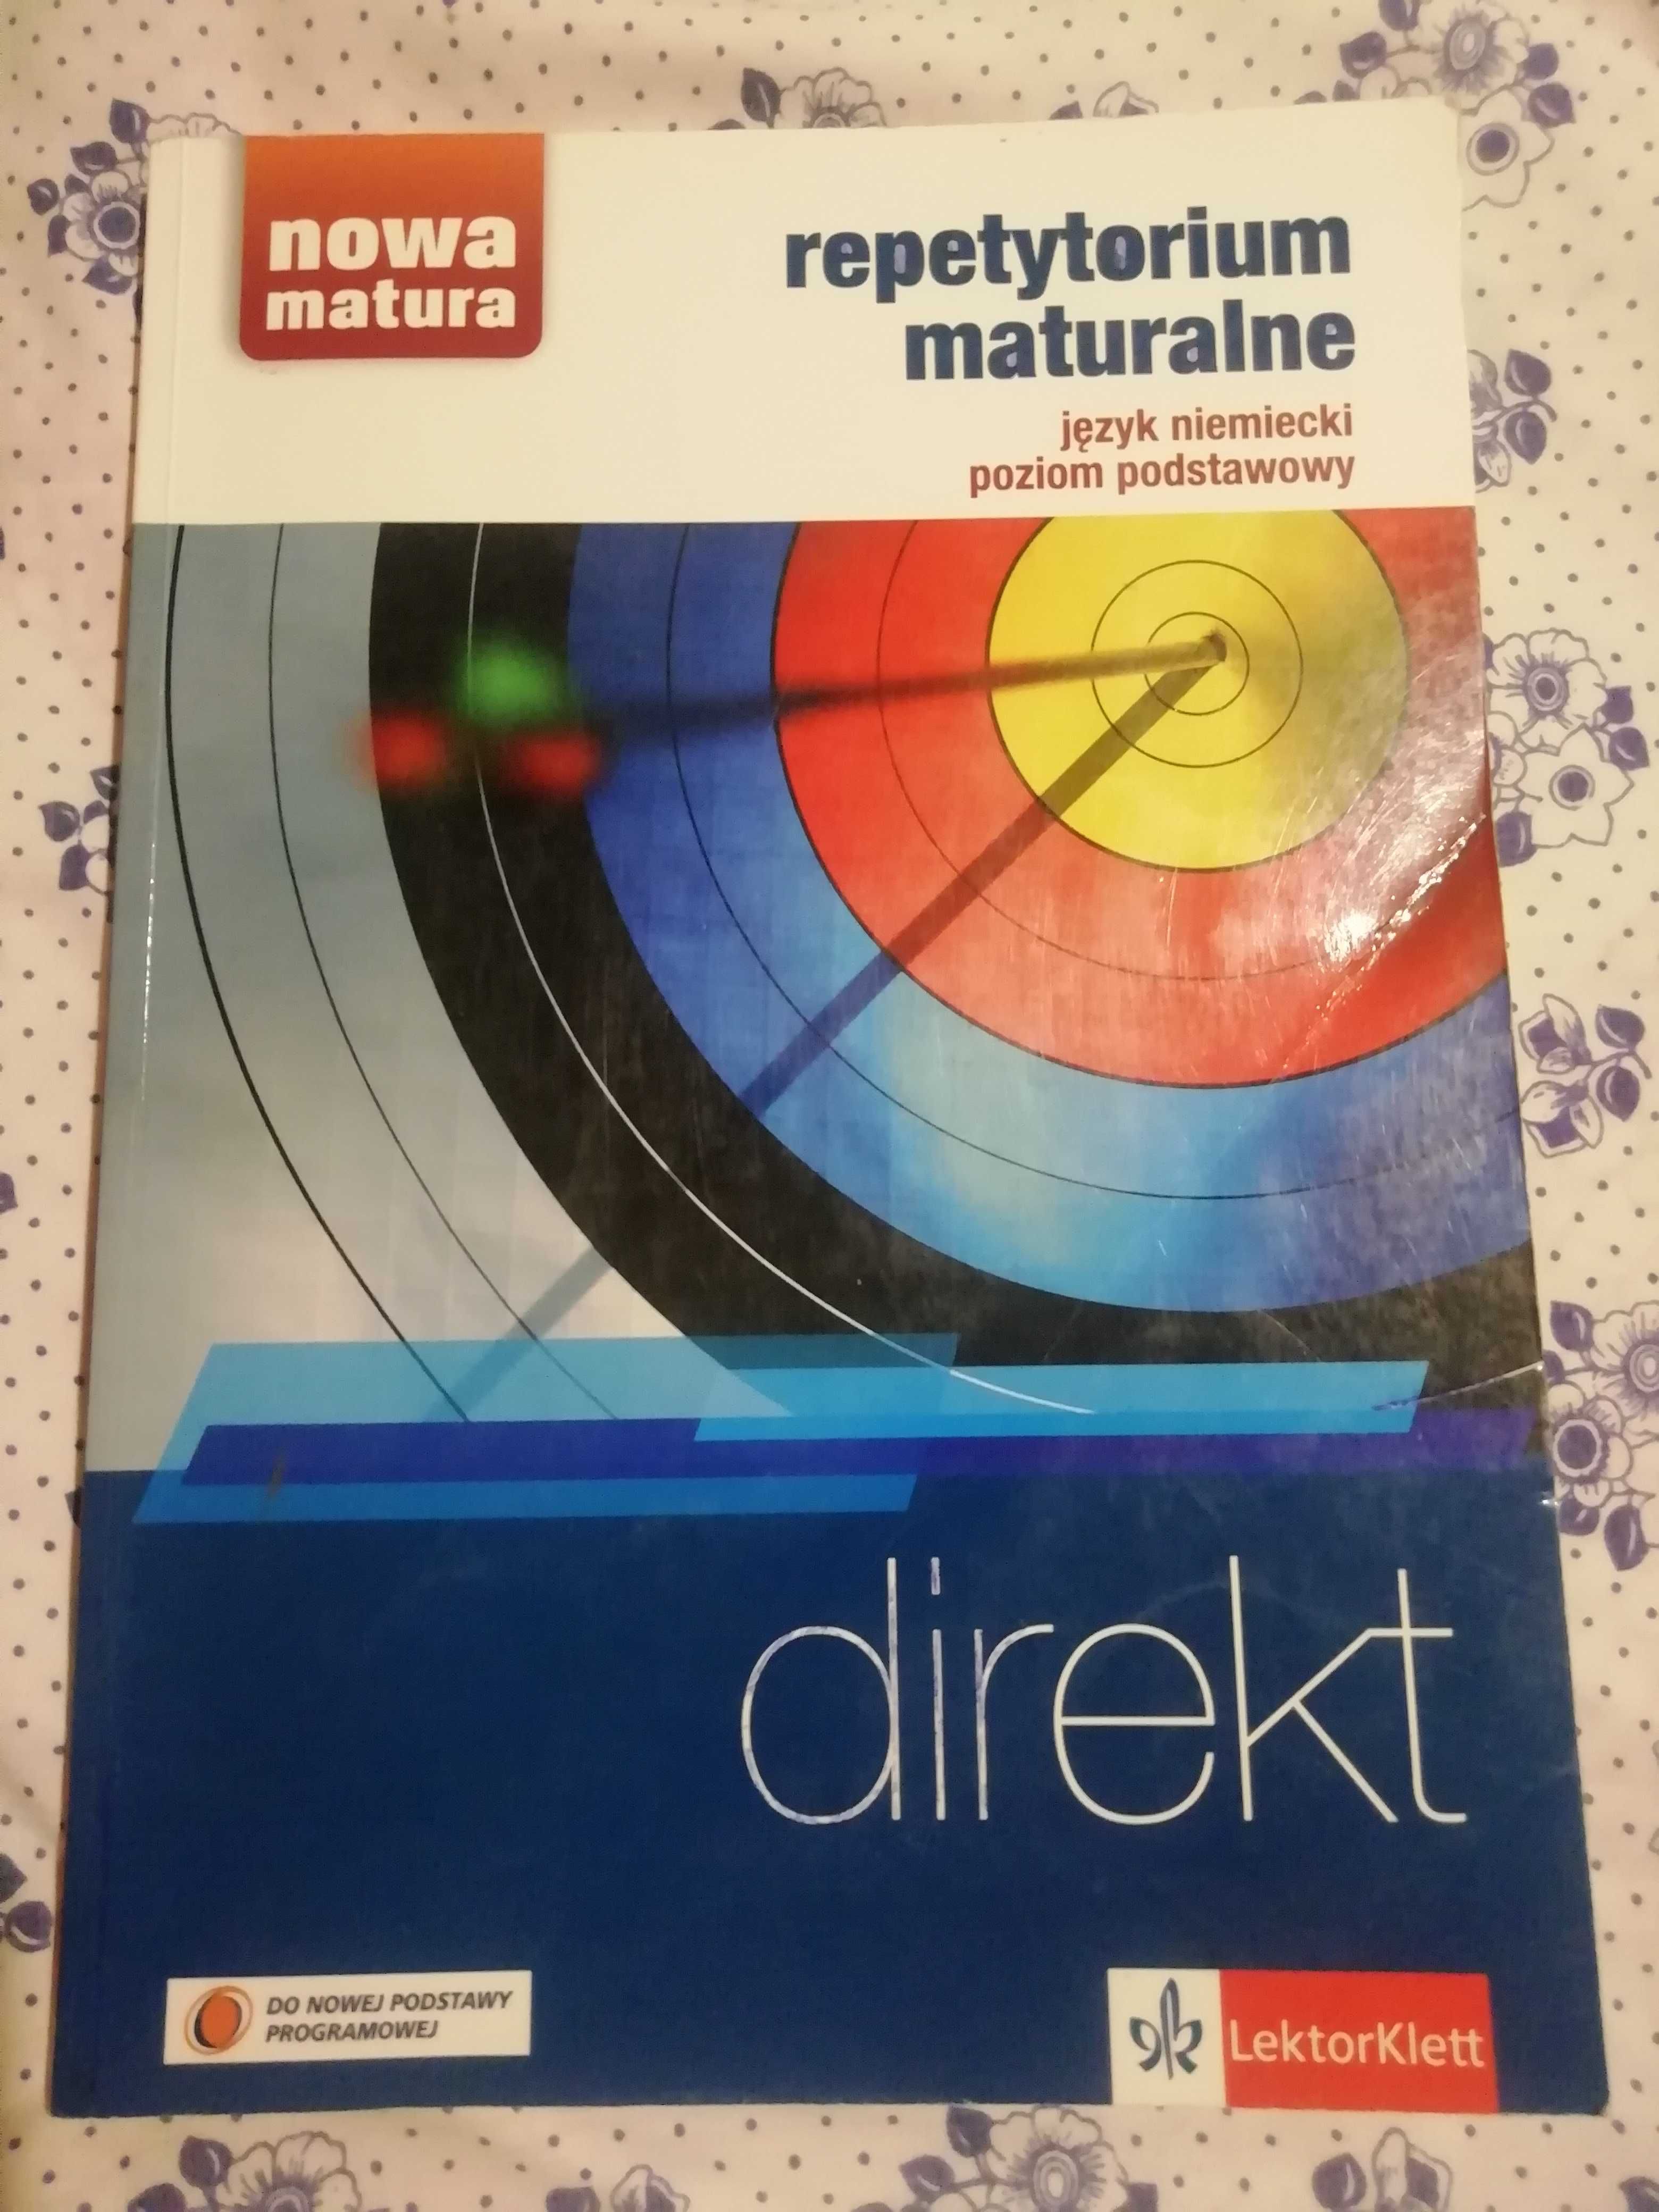 nowa
matura
repetytorium
maturalne
język niemiecki
poziom podstawowy
direkt
DO NOWEJ PODSTAWY
PROGRAMOWEJ
LektorKlett